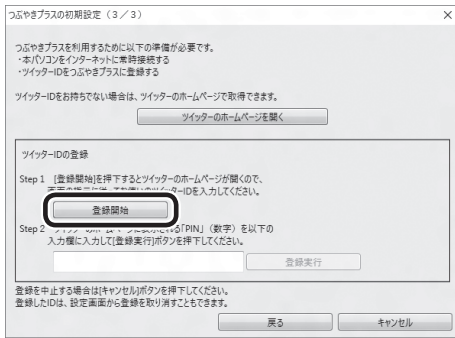 つぶやきプラスの初期設定（3／3）
つぶやきプラスを利用するために以下の準備が必要です。
・本パソコンをインターネットに常時接続する
・ツイッターIDをつぶやきプラスに登録する
ツイッターIDをお持ちでない場合は、ツイッターのホームページで取得できます。
ツイッターのホームページを開く
ツイッターIDの登録
Step 1 [登録開始]を押下するとツイッターのホームページが開くので、
IDを入力してください。
登録開始
Step 2 「PIN」（数字）を以下の
入力欄に入力して[登録実行]ボタンを押下してください。
登録実行
登録を中止する場合は[キャンセル]ボタンを押下してください。
登録したIDは、設定画面から登録を取り消すこともできます。
戻る
キャンセル